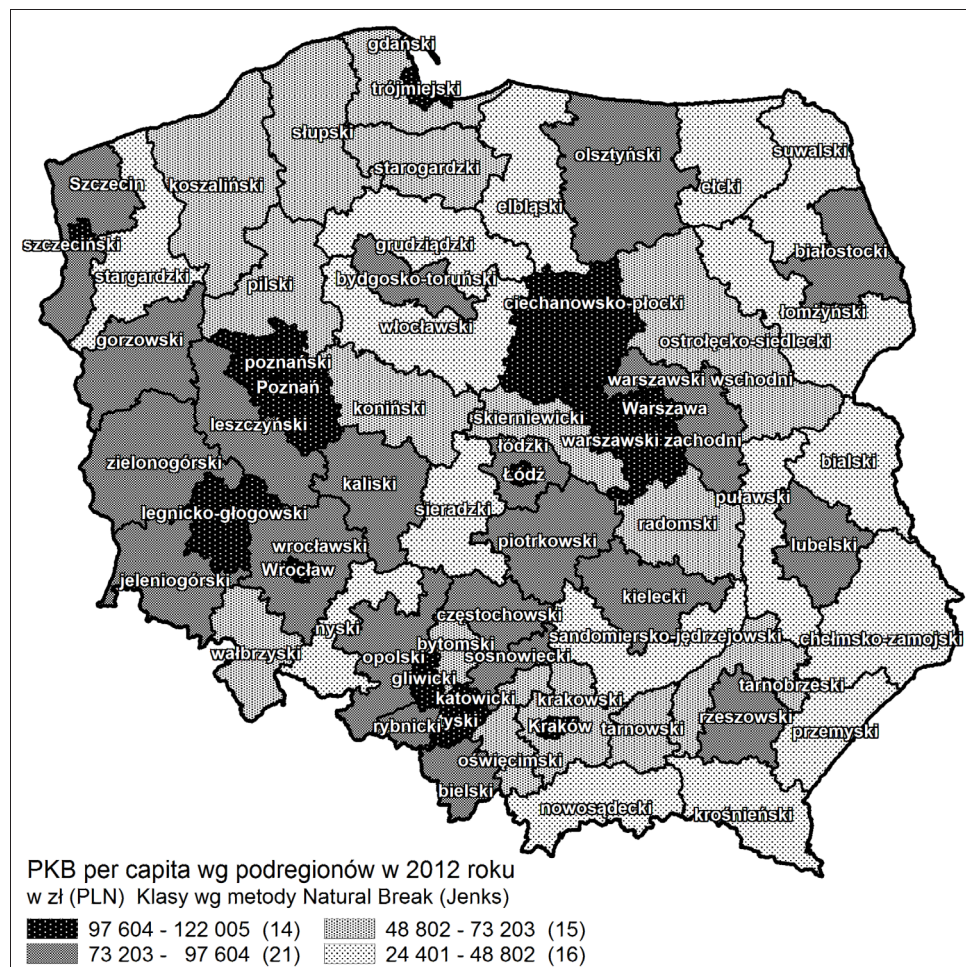 gdański
trójmiejski
słupski
olsztyński
suwalski
starogardzki
Szczecin
koszaliński
ełcki
elbląski
szczeciński
grudziądzki
białostocki
stargardzki
pilski
bydgosko-toruński
ciechanowsko-płocki
łomżyński
włocławski
gorzowski
ostrołęcko-siedlecki
poznański
Poznań
warszawski wschodni
koniński
Warszawa
leszczyński
skierniewicki
warszawski zachodni
łódzki
zielonogórski
bialski
Łódź
kaliski
puławski
sieradzki
legnicko-głogowski
radomski
piotrkowski
wrocławski
lubelski
Wrocław
jeleniogórski
kielecki
częstochowski
nyski
sandomiersko-jędrzejowski
chełmsko-zamojski
bytomski
wałbrzyski
opolski
sosnowiecki
gliwicki
tarnobrzeski
katowicki
krakowski
rzeszowski
rybnicki
tyski
Kraków
tarnowski
przemyski
oświęcimski
bielski
nowosądecki
krośnieński
PKB per capita wg podregionów w 2012 roku
w zł (PLN) Klasy wg metody Natural Break (Jenks)
97 604 - 122 005 (14)
48 802 - 73 203 (15)
73 203 - 97 604 (21)
24 401 - 48 802 (16)